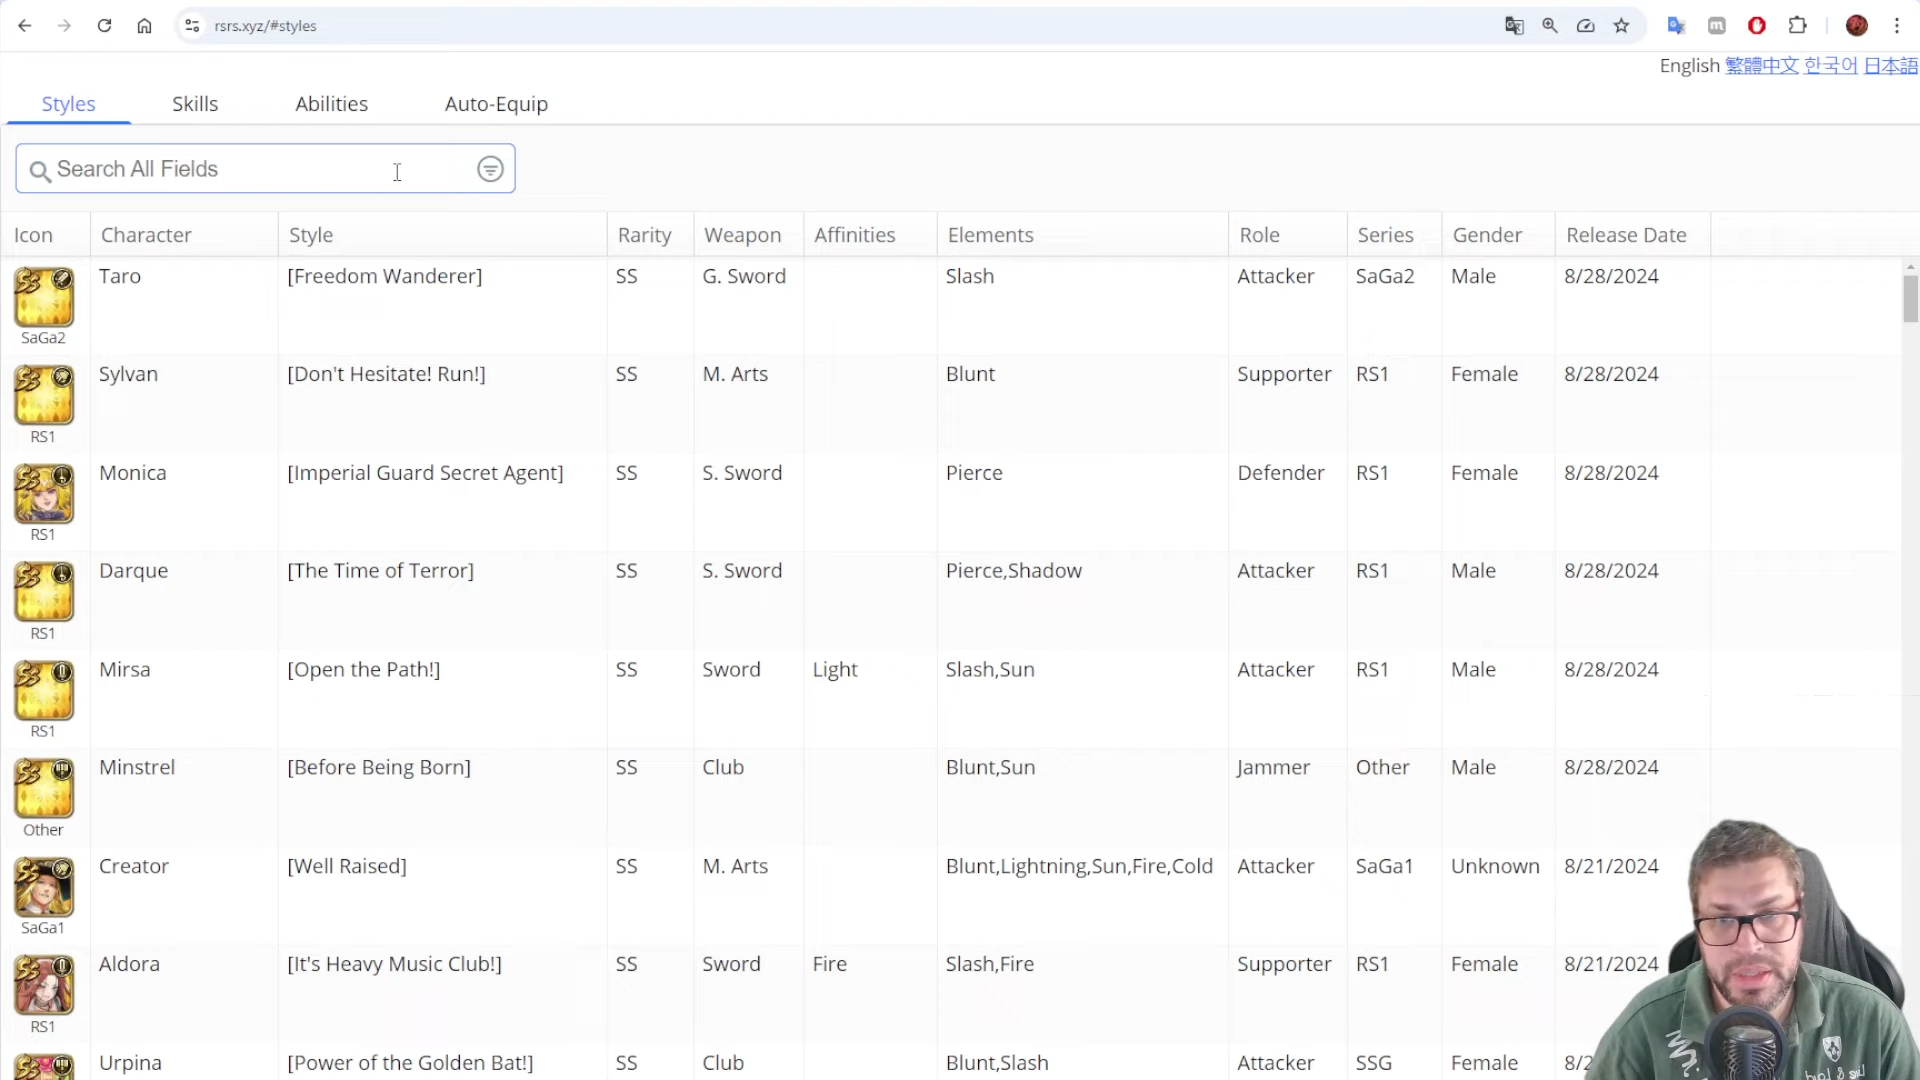 rsrs.xyz/#styles
English 繁體中文 한국어 日本語
Styles Skills Abilities Auto-Equip
Search All Fields
Icon Character Style Rarity Weapon Affinities Elements Role Series Gender Release Date
Taro [Freedom Wanderer] SS G. Sword Slash Attacker SaGa2 Male 8/28/2024
SaGa2
Sylvan [Don't Hesitate! Run!] SS M. Arts Blunt Supporter RS1 Female 8/28/2024
RS1
Monica [Imperial Guard Secret Agent] SS S. Sword Pierce Defender RS1 Female 8/28/2024
RS1
Darque [The Time of Terror] SS S. Sword Pierce,Shadow Attacker RS1 Male 8/28/2024
RS1
Mirsa [Open the Path!] SS Sword Light Slash,Sun Attacker RS1 Male 8/28/2024
RS1
Minstrel [Before Being Born] SS Club Blunt,Sun Jammer Other Male 8/28/2024
Other
Creator [Well Raised] SS M. Arts Blunt,Lightning,Sun,Fire,Cold Attacker SaGa1 Unknown 8/21/2024
SaGa1
Aldora [It's Heavy Music Club!] SS Sword Fire Slash,Fire Supporter RS1 Female 8/21/2024
RS1
Urpina [Power of the Golden Bat!] SS Club Blunt,Slash Attacker SSG Female 8/2